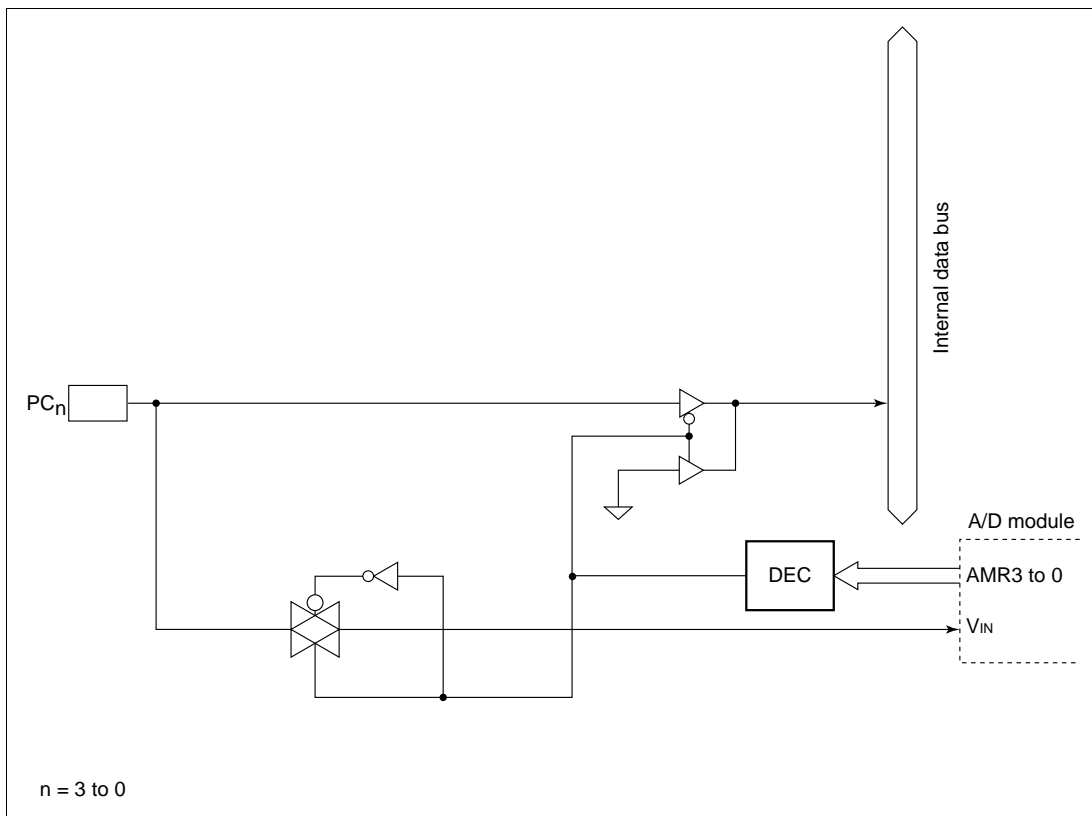 Internal data bus
PCn
A/D module
DEC
AMR3 to 0
VIN
n = 3 to 0